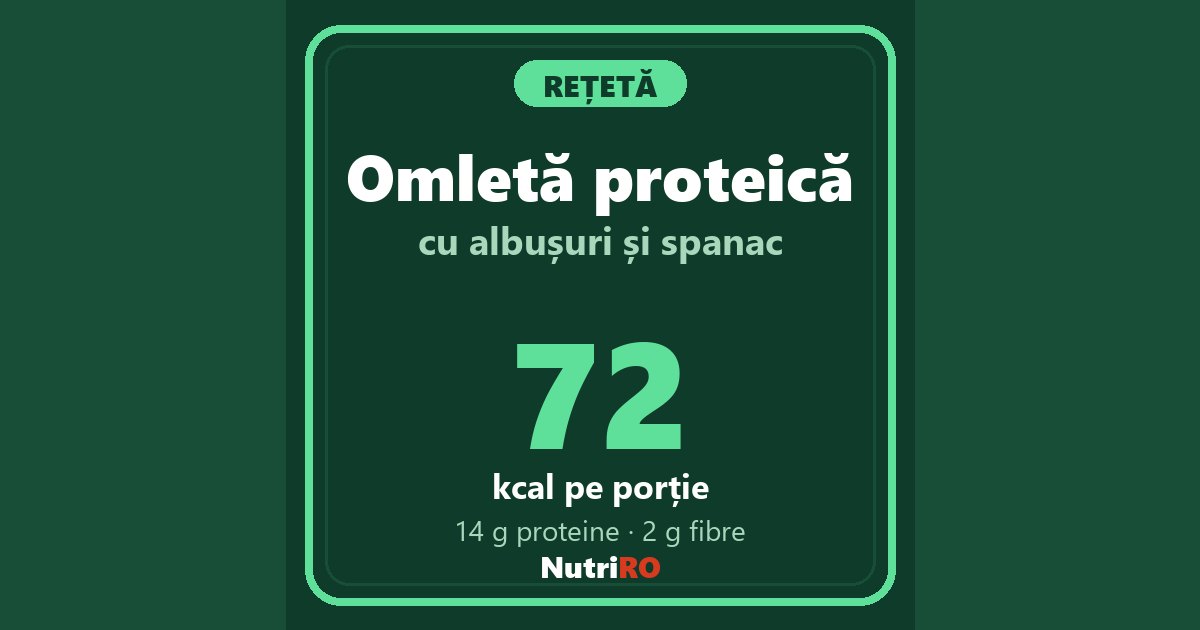 REȚETĂ
Omletă proteică
cu albușuri și spanac
72
kcal pe porție
14 g proteine · 2 g fibre
NutriRO